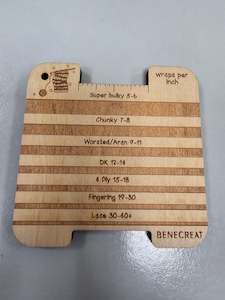 wraps per
inch
Super bulky 5-6
Chunky 7-8
Worsted/Aran 9-11
DK 12-14
4 Ply 15-18
Fingering 19-30
Lace 30-40+
BENECREAT